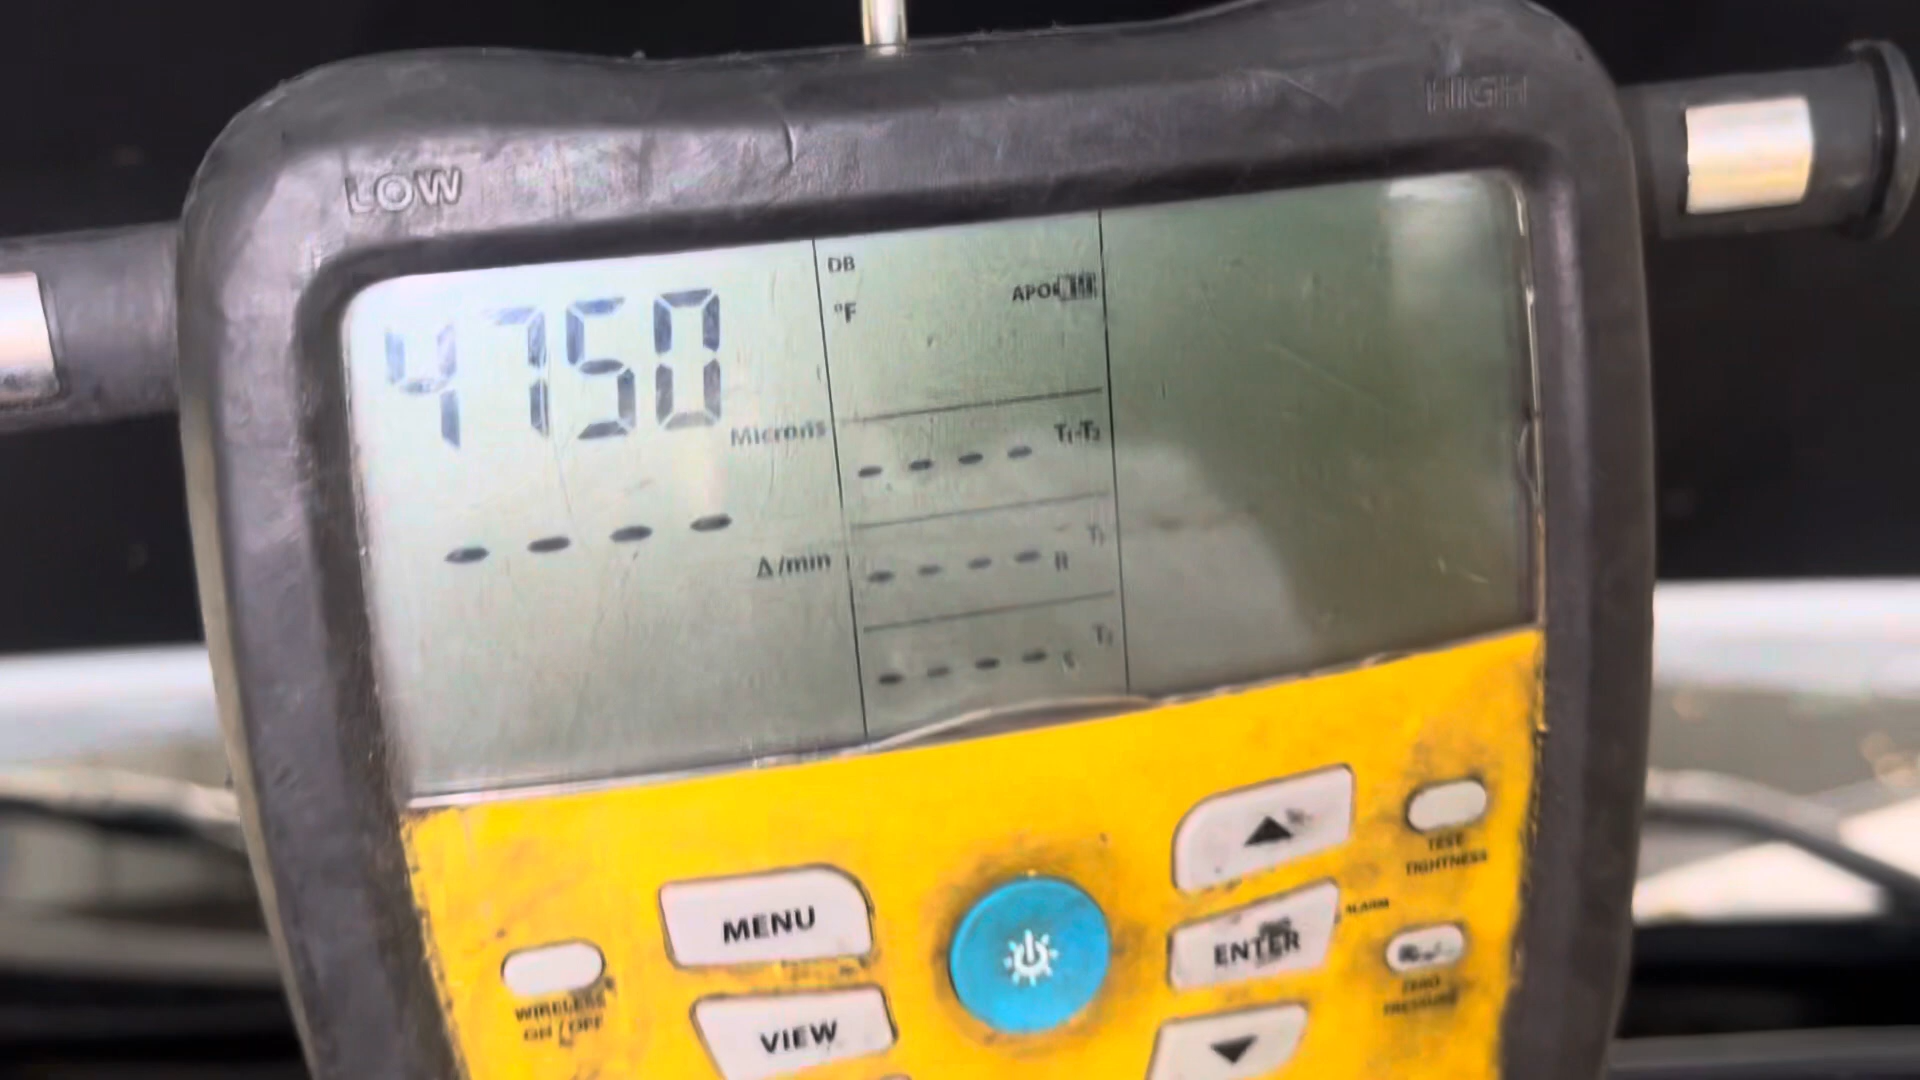 LOW
HIGH
4750
Microns
- - - -
Δ/min
DB
°F
APO
- - - - T₁-T₂
T₁
- - - -
T₂
- - - -
MENU
VIEW
ENTER
ALARM
TEST
TIGHTNESS
ZERO
PRESSURE
WIRELESS
ON / OFF